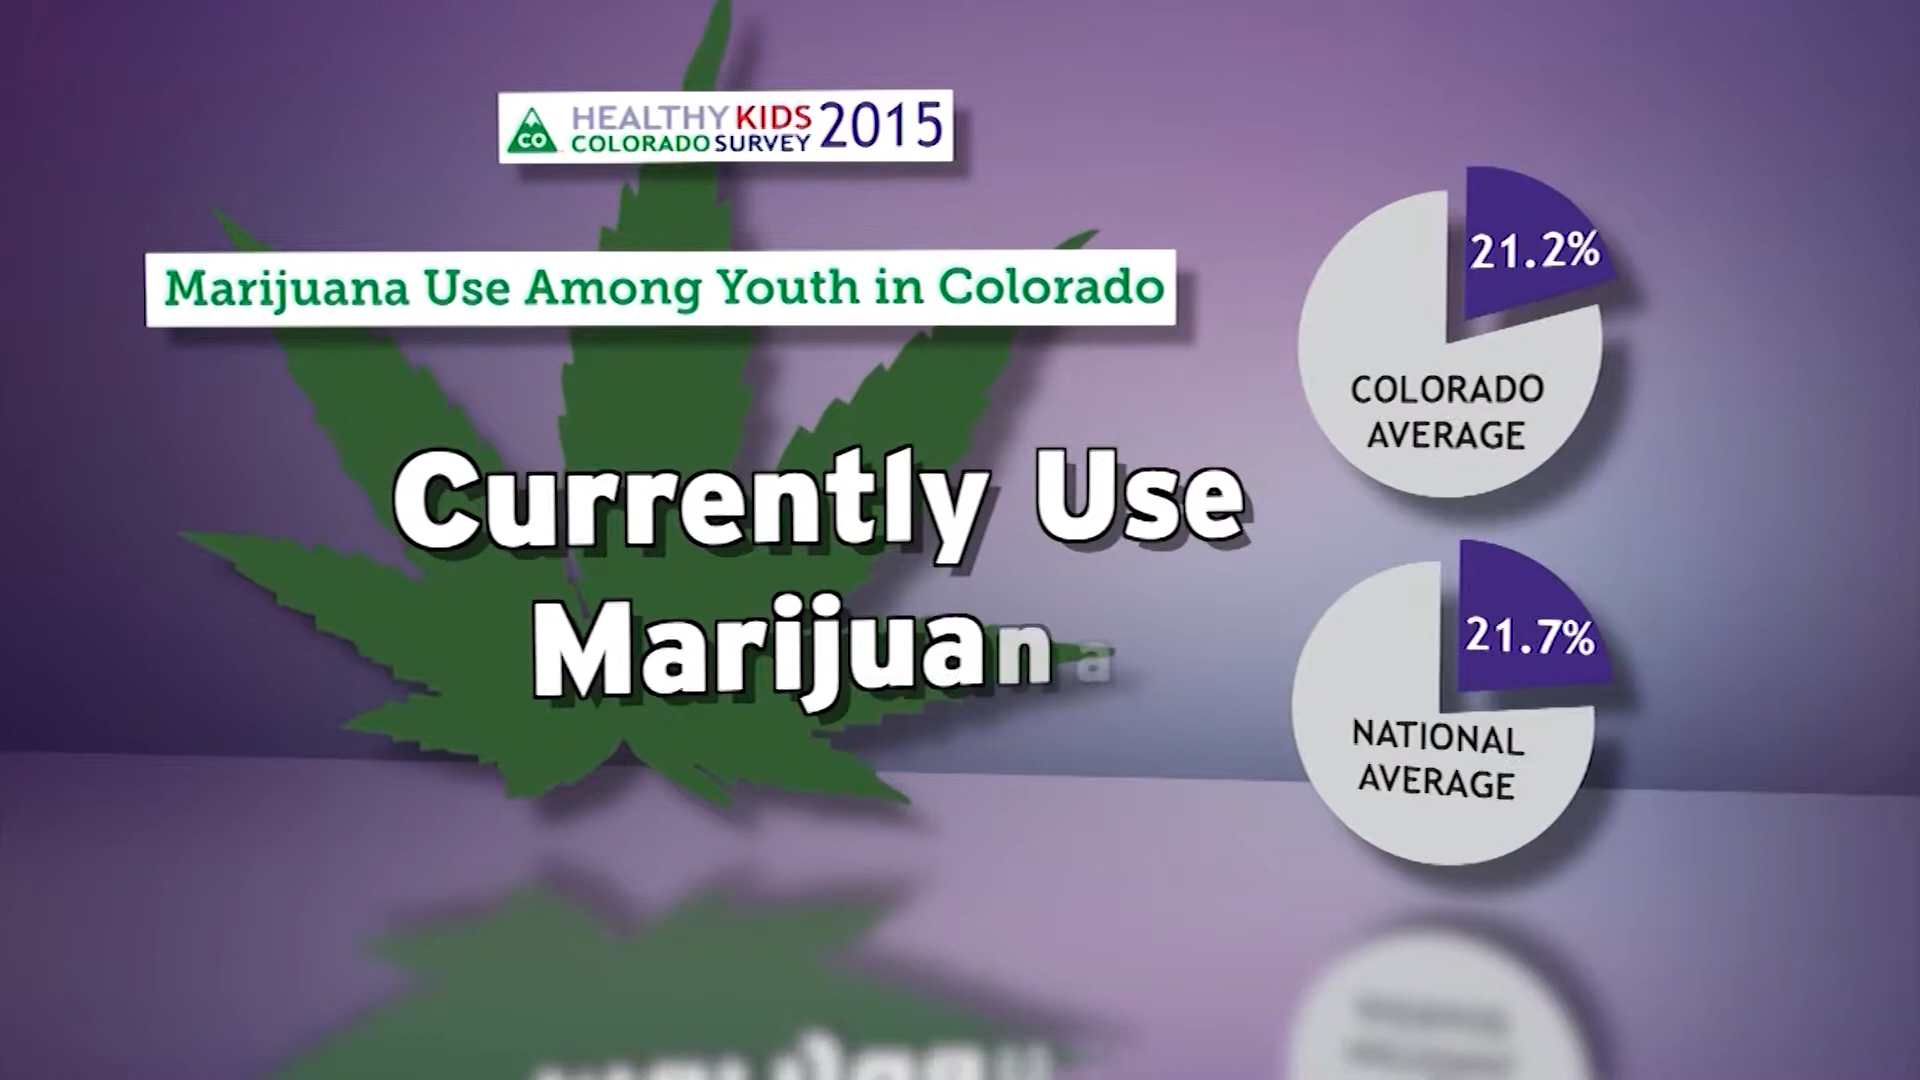 CO
HEALTHY KIDS
COLORADO SURVEY
2015
Marijuana Use Among Youth in Colorado
Currently Use
Marijuana
21.2%
COLORADO
AVERAGE
21.7%
NATIONAL
AVERAGE